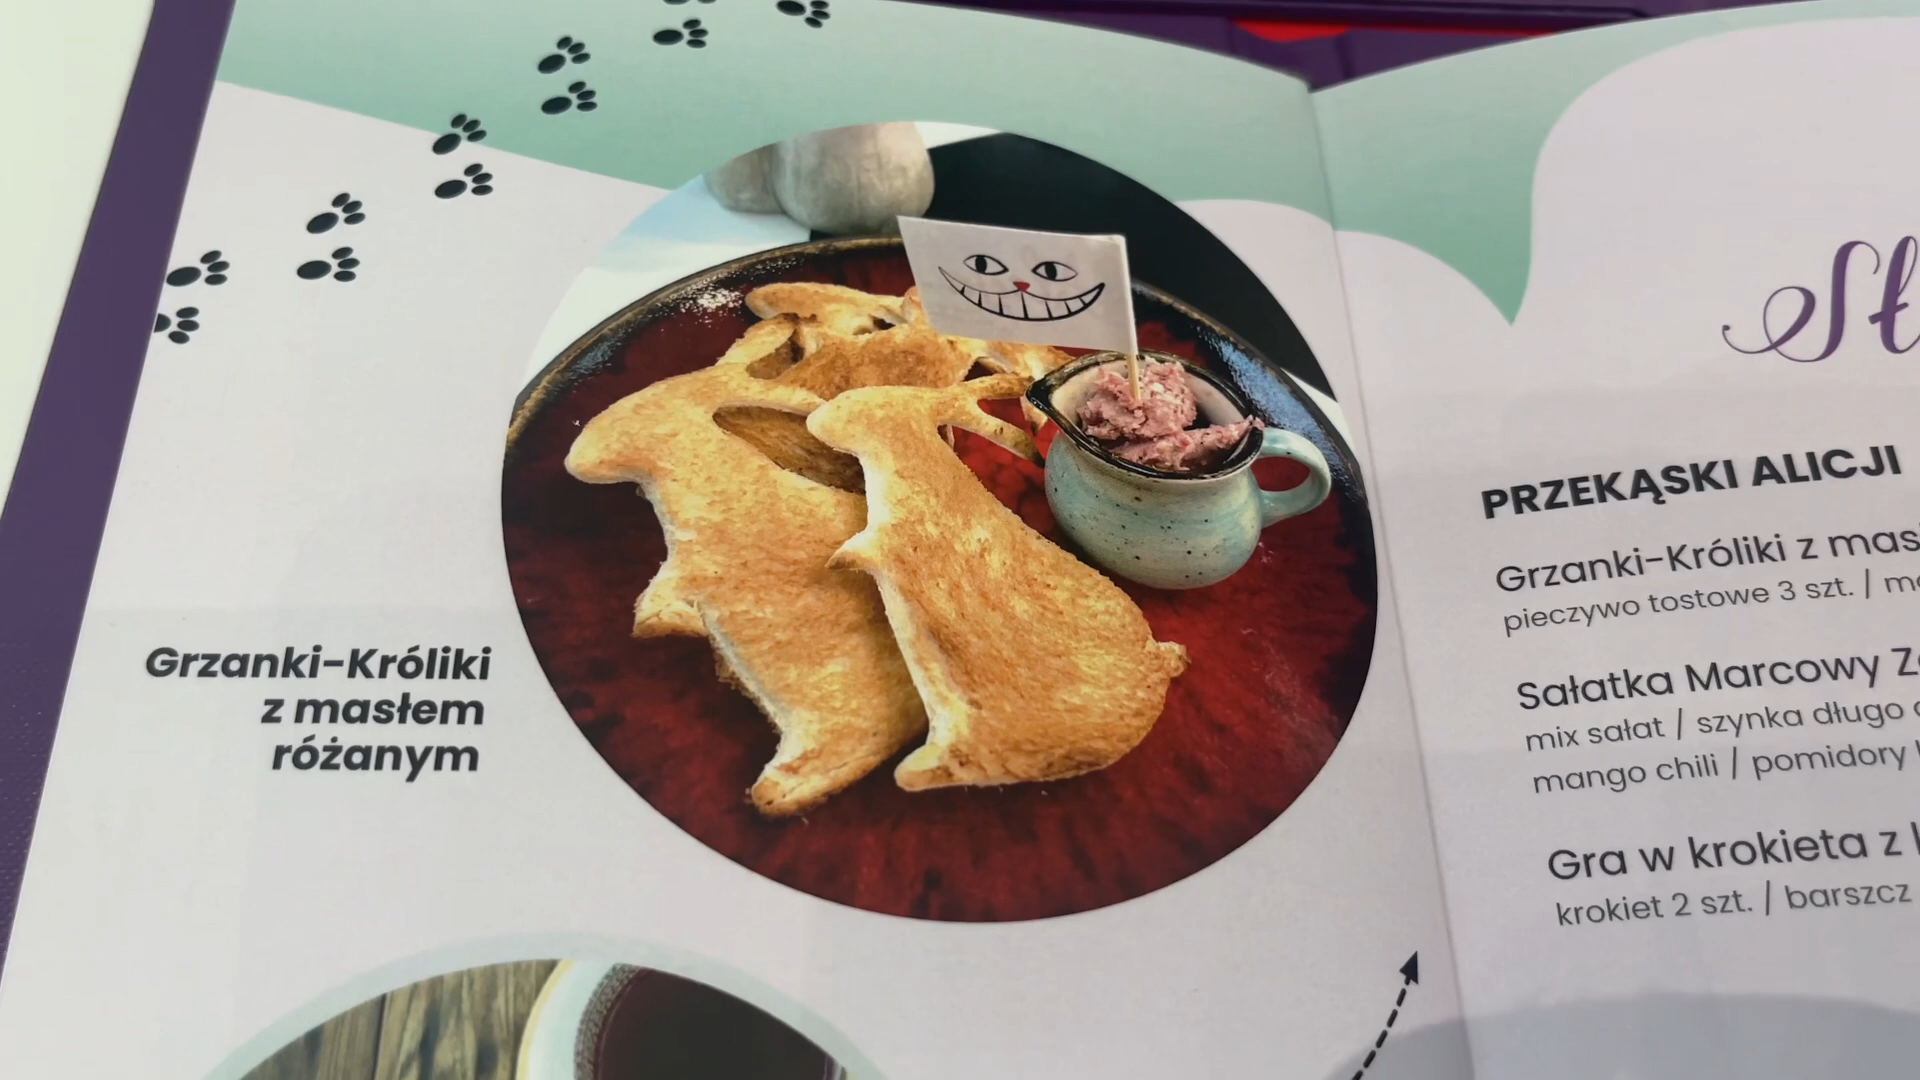 Grzanki-Króliki
z masłem
różanym
PRZEKĄSKI ALICJI
Grzanki-Króliki z
pieczywo tostowe 3 szt. /
Sałatka Marcowy
mix sałat / szynka długo
mango chili / pomidory
Gra w krokieta z
krokiet 2 szt. / barszcz